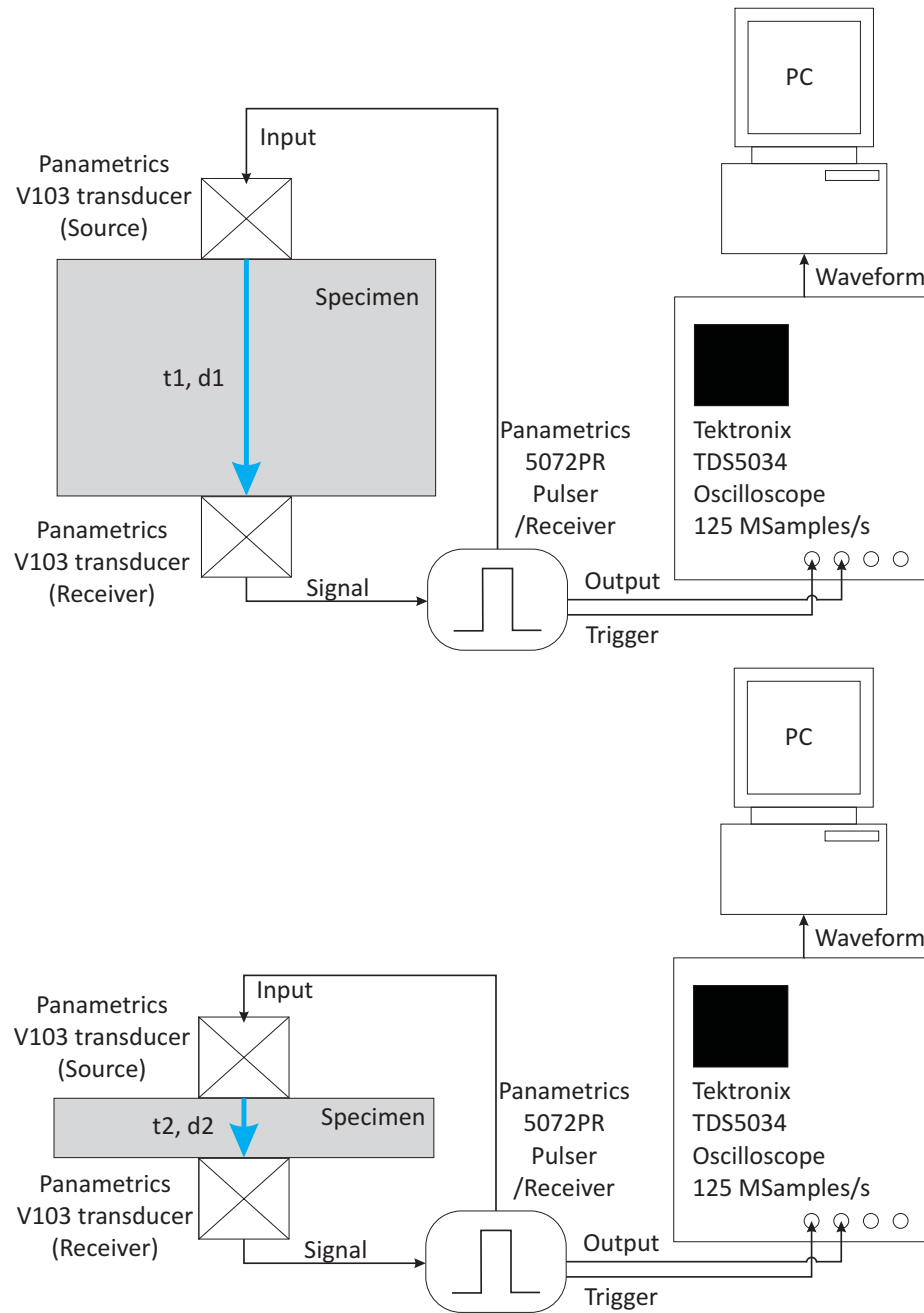 PC
Input
Panametrics
V103 transducer
(Source)
Waveform
Specimen
t1, d1
Panametrics
5072PR
Pulser
/Receiver
Tektronix
TDS5034
Oscilloscope
125 MSamples/s
Panametrics
V103 transducer
(Receiver)
Signal
Output
Trigger
PC
Waveform
Input
Panametrics
V103 transducer
(Source)
Specimen
t2, d2
Panametrics
5072PR
Pulser
/Receiver
Tektronix
TDS5034
Oscilloscope
125 MSamples/s
Panametrics
V103 transducer
(Receiver)
Signal
Output
Trigger